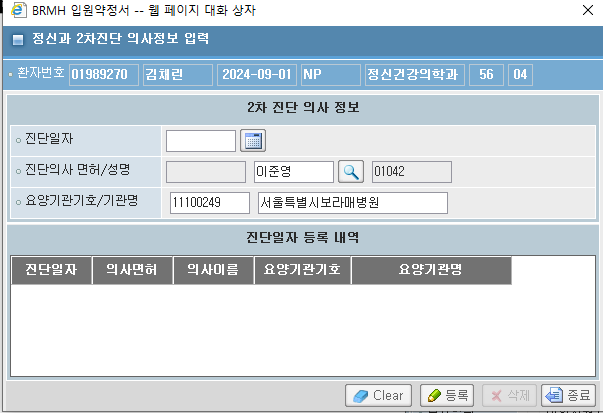 BRMH 입원약정서 -- 웹 페이지 대화 상자
정신과 2차진단 의사정보 입력
환자번호 01989270 김채린 2024-09-01 NP 정신건강의학과 56 04
2차 진단 의사 정보
진단일자
진단의사 면허/성명 이준영 01042
요양기관기호/기관명 11100249 서울특별시보라매병원
진단일자 등록 내역
진단일자 의사면허 의사이름 요양기관기호 요양기관명
Clear 등록 삭제 종료